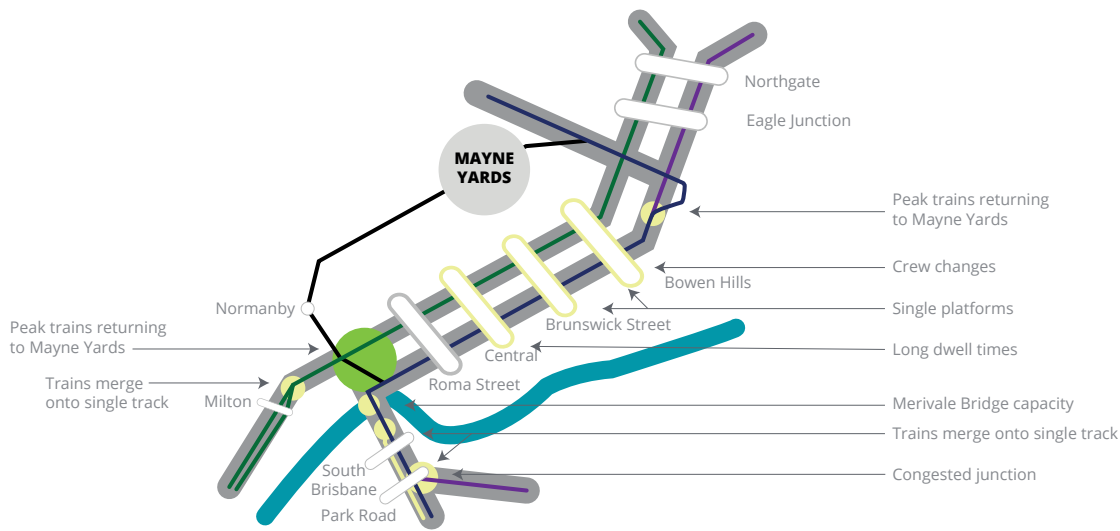 Northgate
Eagle Junction
MAYNE
YARDS
Peak trains returning
to Mayne Yards
Crew changes
Bowen Hills
Normanby
Single platforms
Brunswick Street
Peak trains returning
to Mayne Yards
Central
Long dwell times
Roma Street
Trains merge
onto single track
Milton
Merivale Bridge capacity
Trains merge onto single track
South
Brisbane
Congested junction
Park Road